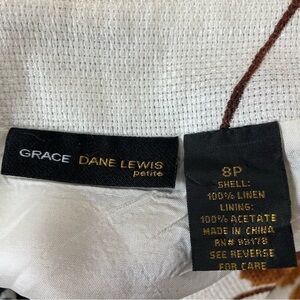 GRACE DANE LEWIS
petite
8P
SHELL:
100% LINEN
LINING:
100% ACETATE
MADE IN CHINA
RN# 93178
SEE REVERSE
FOR CARE